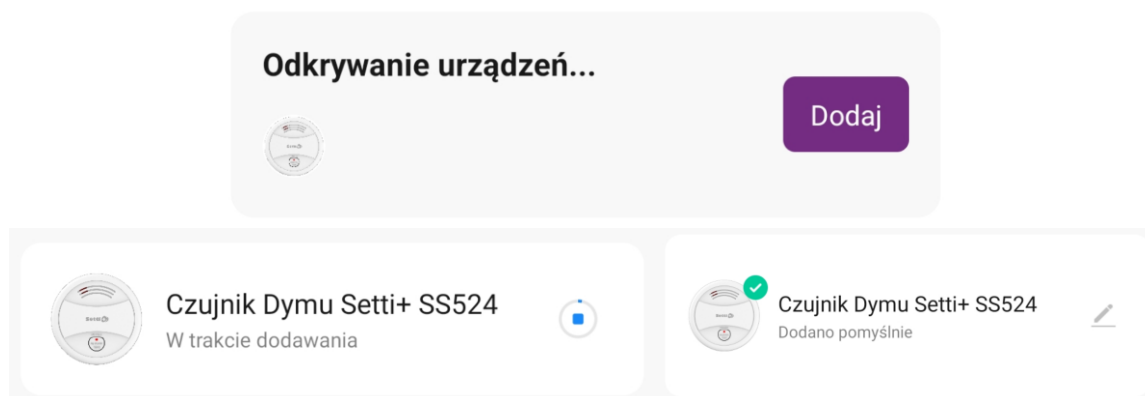 Odkrywanie urządzeń...
Dodaj
Czujnik Dymu Setti+ SS524
W trakcie dodawania
Czujnik Dymu Setti+ SS524
Dodano pomyślnie